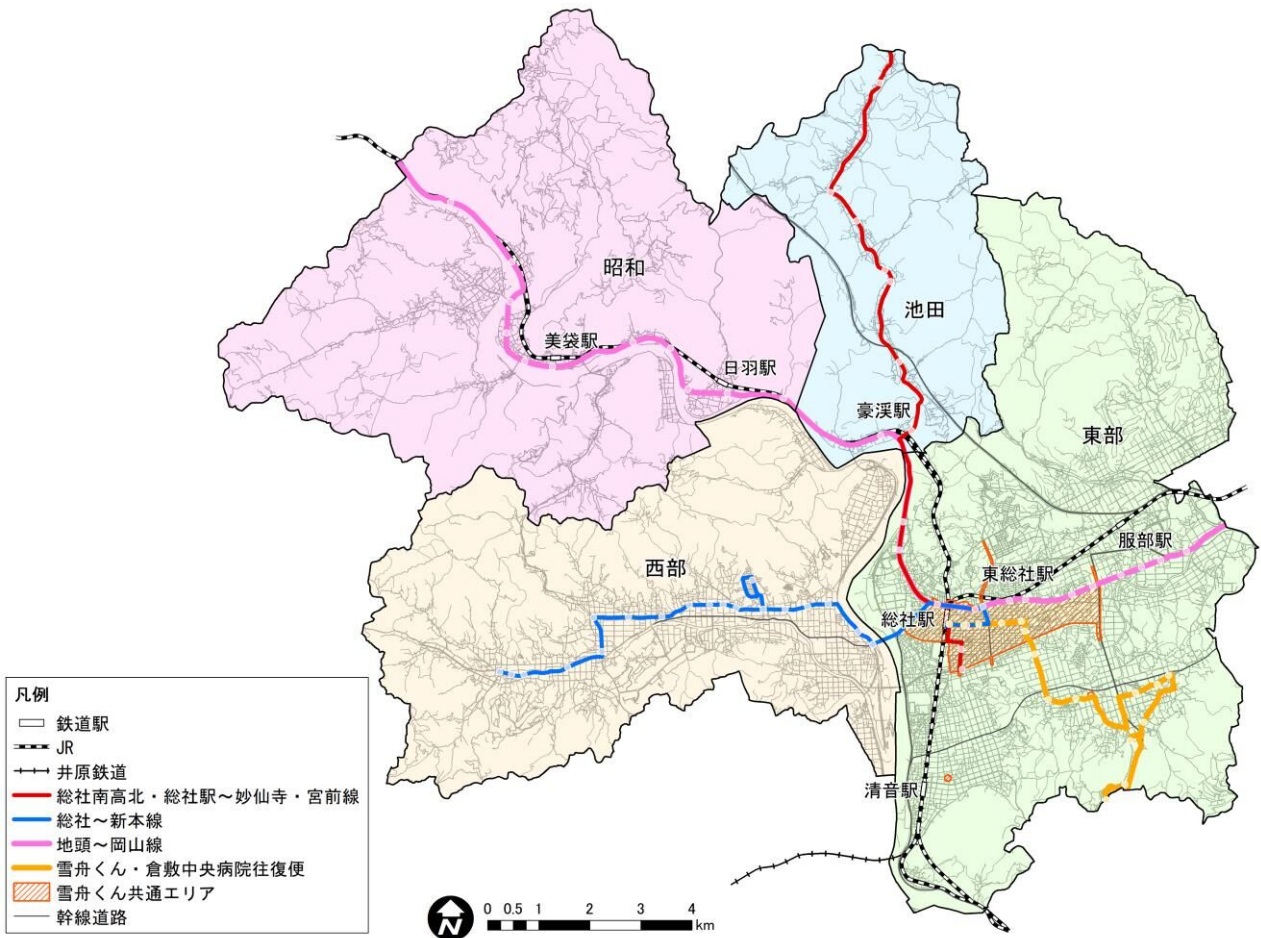 昭和
池田
美袋駅
日羽駅
豪渓駅
東部
服部駅
東総社駅
西部
総社駅
清音駅
凡例
鉄道駅
JR
井原鉄道
総社南高北・総社駅～妙仙寺・宮前線
総社～新本線
地頭～岡山線
雪舟くん・倉敷中央病院往復便
雪舟くん共通エリア
幹線道路
N
0 0.5 1 2 3 4
km